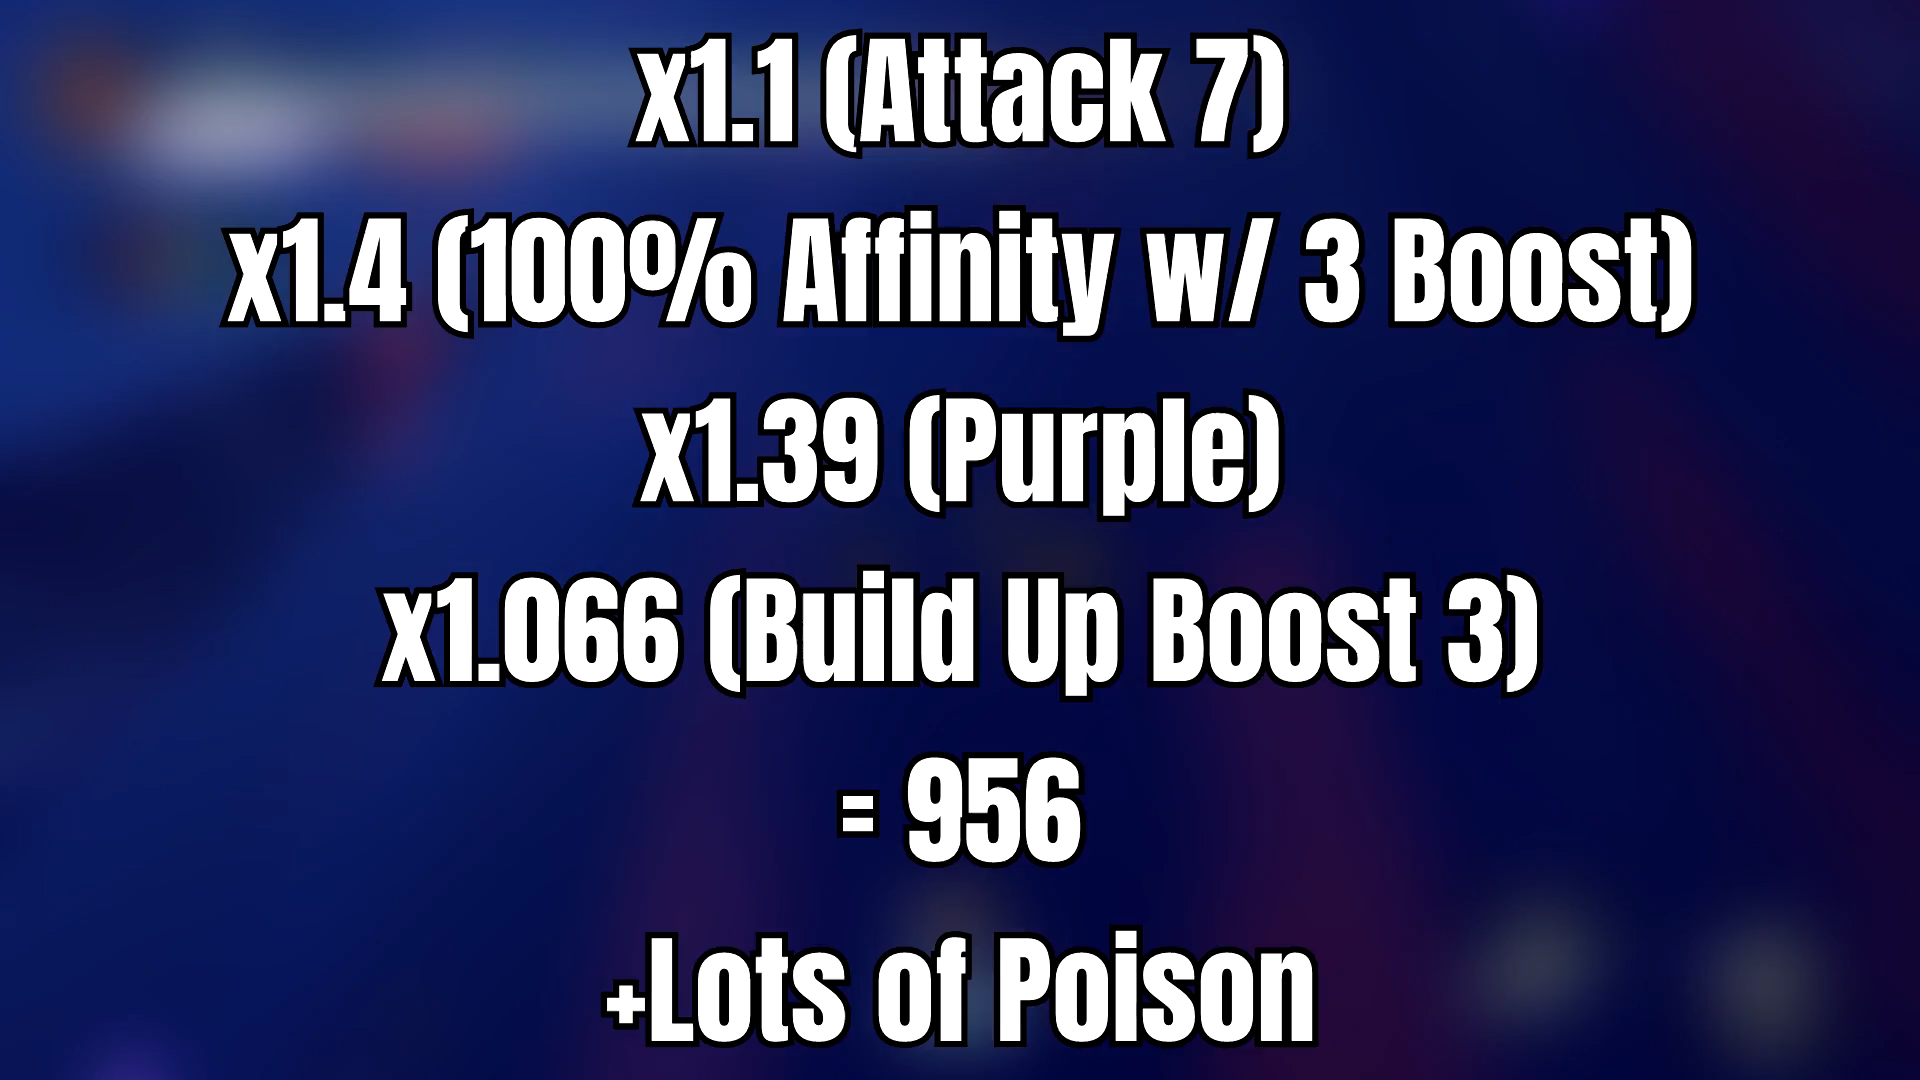 x1.1 (Attack 7)
x1.4 (100% Affinity w/ 3 Boost)
x1.39 (Purple)
x1.066 (Build Up Boost 3)
= 956
+Lots of Poison